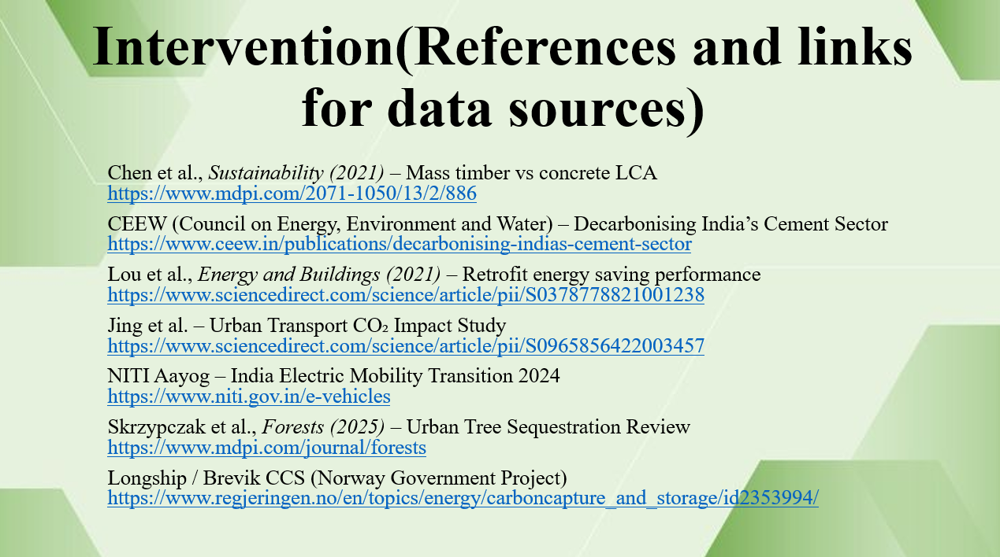 Intervention(References and links
for data sources)
Chen et al., Sustainability (2021) – Mass timber vs concrete LCA
https://www.mdpi.com/2071-1050/13/2/886
CEEW (Council on Energy, Environment and Water) – Decarbonising India’s Cement Sector
https://www.ceew.in/publications/decarbonising-indias-cement-sector
Lou et al., Energy and Buildings (2021) – Retrofit energy saving performance
https://www.sciencedirect.com/science/article/pii/S0378778821001238
Jing et al. – Urban Transport CO₂ Impact Study
https://www.sciencedirect.com/science/article/pii/S0965856422003457
NITI Aayog – India Electric Mobility Transition 2024
https://www.niti.gov.in/e-vehicles
Skrzypczak et al., Forests (2025) – Urban Tree Sequestration Review
https://www.mdpi.com/journal/forests
Longship / Brevik CCS (Norway Government Project)
https://www.regjeringen.no/en/topics/energy/carboncapture_and_storage/id2353994/